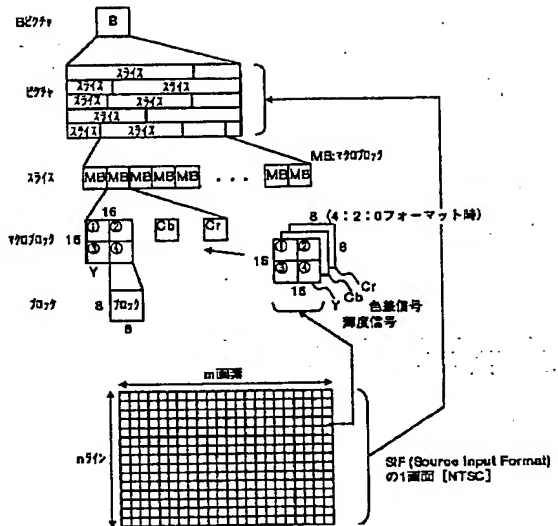 Bピクチャ
B
ピクチャ
スライス
スライス スライス
スライス スライス
スライス
スライス スライス
MB:マクロブロック
スライス
MB MB MB MB MB . . . MB MB
マクロブロック
16
16
① ②
③ ④
Y
Cb
Cr
8 (4:2:0フォーマット時)
8
16
① ②
③ ④
16
Y
Cb
Cr
色差信号
輝度信号
ブロック
8
ブロック
8
m画素
nライン
SIF (Source Input Format)
の1画面 [NTSC]